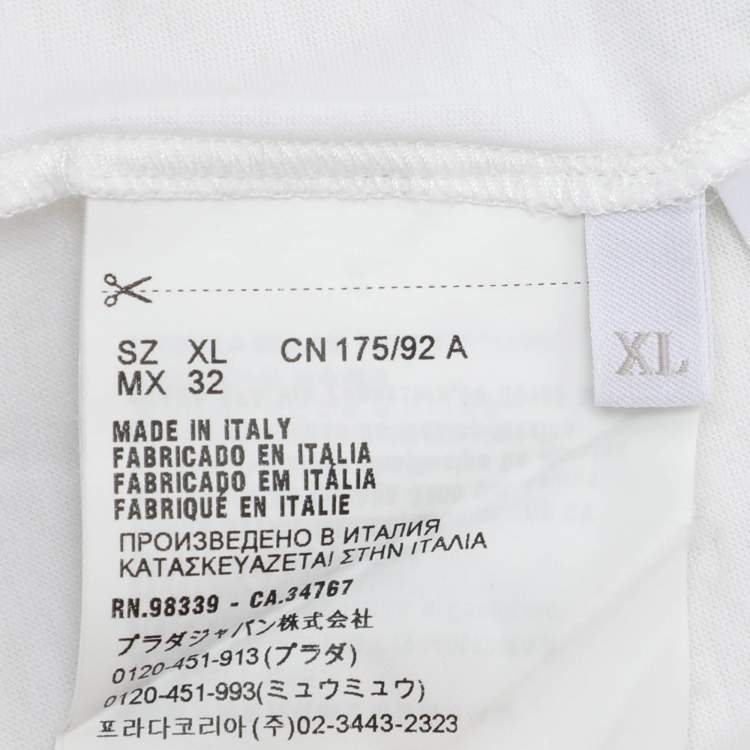 SZ XL CN 175/92 A
MX 32
XL
MADE IN ITALY
FABRICADO EN ITALIA
FABRICADO EM ITÁLIA
FABRIQUÉ EN ITALIE
ПРОИЗВЕДЕНО В ИТАЛИЯ
ΚΑΤΑΣΚΕΥΑΖΕΤΑΙ ΣΤΗΝ ΙΤΑΛΙΑ
RN.98339 - CA.34767
プラダジャパン株式会社
0120-451-913(プラダ)
0120-451-993(ミュウミュウ)
프라다코리아(주)02-3443-2323